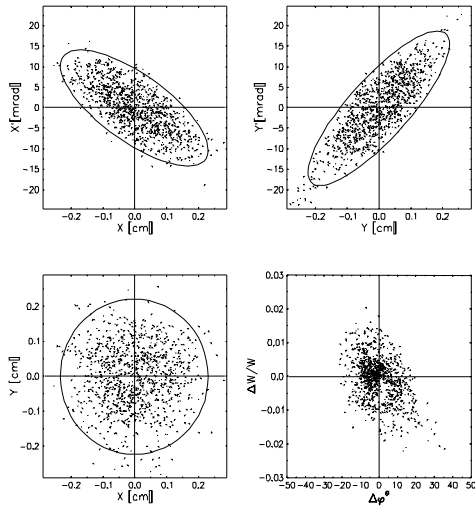 20
15
10
5
0
−5
−10
−15
−20
X' [mrad]
−0.2 −0.1 0.0 0.1 0.2
X [cm]
20
15
10
5
0
−5
−10
−15
−20
Y' [mrad]
−0.2 −0.1 0.0 0.1 0.2
Y [cm]
0.2
0.1
0.0
−0.1
−0.2
Y [cm]
−0.2 −0.1 0.0 0.1 0.2
X [cm]
0.03
0.02
0.01
0.00
−0.01
−0.02
−0.03
ΔW/W
−50 −40 −30 −20 −10 0 10 20 30 40 50
Δφ°